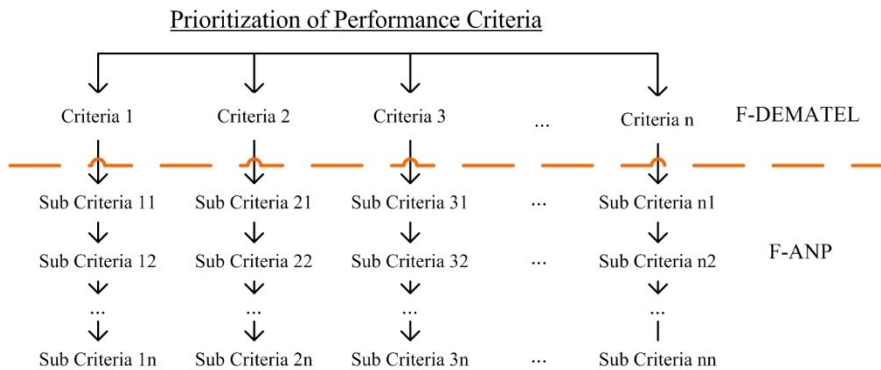 Prioritization of Performance Criteria
Criteria 1 Criteria 2 Criteria 3 ... Criteria n F-DEMATEL
Sub Criteria 11 Sub Criteria 21 Sub Criteria 31 ... Sub Criteria n1
Sub Criteria 12 Sub Criteria 22 Sub Criteria 32 ... Sub Criteria n2 F-ANP
... ... ... ...
Sub Criteria 1n Sub Criteria 2n Sub Criteria 3n ... Sub Criteria nn